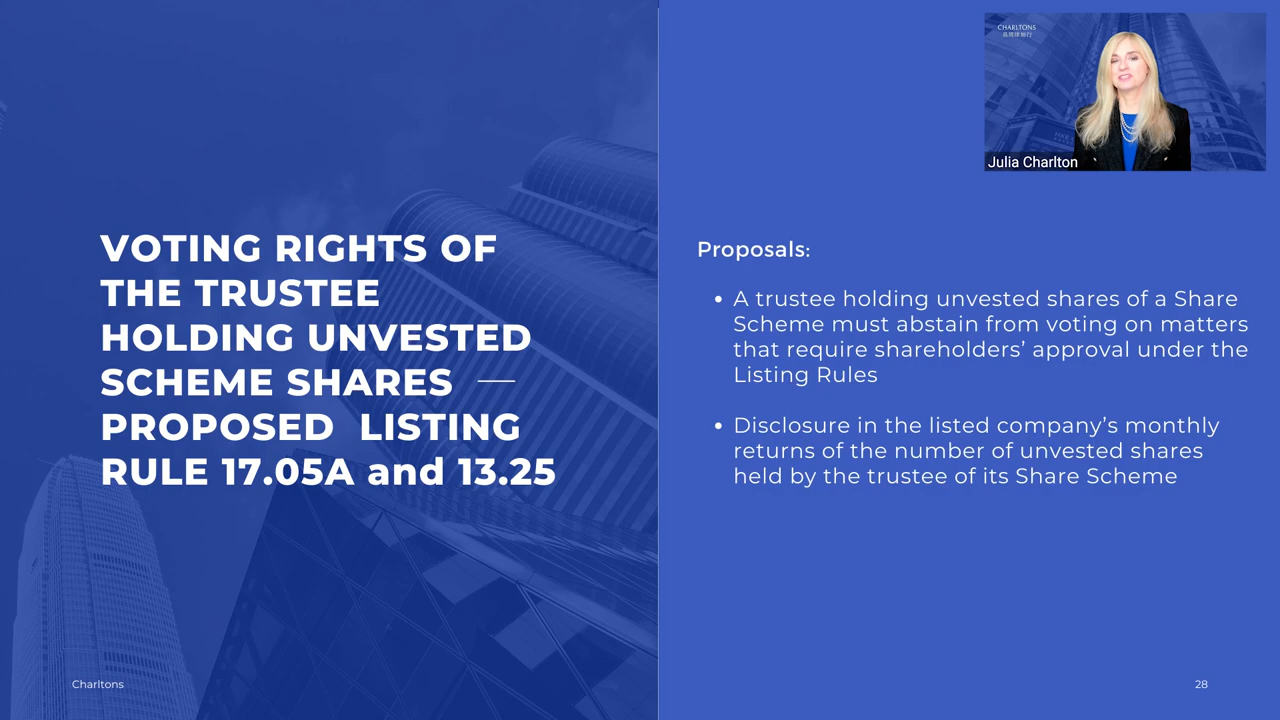 CHARLTONS
Julia Charlton
VOTING RIGHTS OF
THE TRUSTEE
HOLDING UNVESTED
SCHEME SHARES —
PROPOSED LISTING
RULE 17.05A and 13.25
Proposals:
• A trustee holding unvested shares of a Share
Scheme must abstain from voting on matters
that require shareholders’ approval under the
Listing Rules
• Disclosure in the listed company’s monthly
returns of the number of unvested shares
held by the trustee of its Share Scheme
Charltons
28